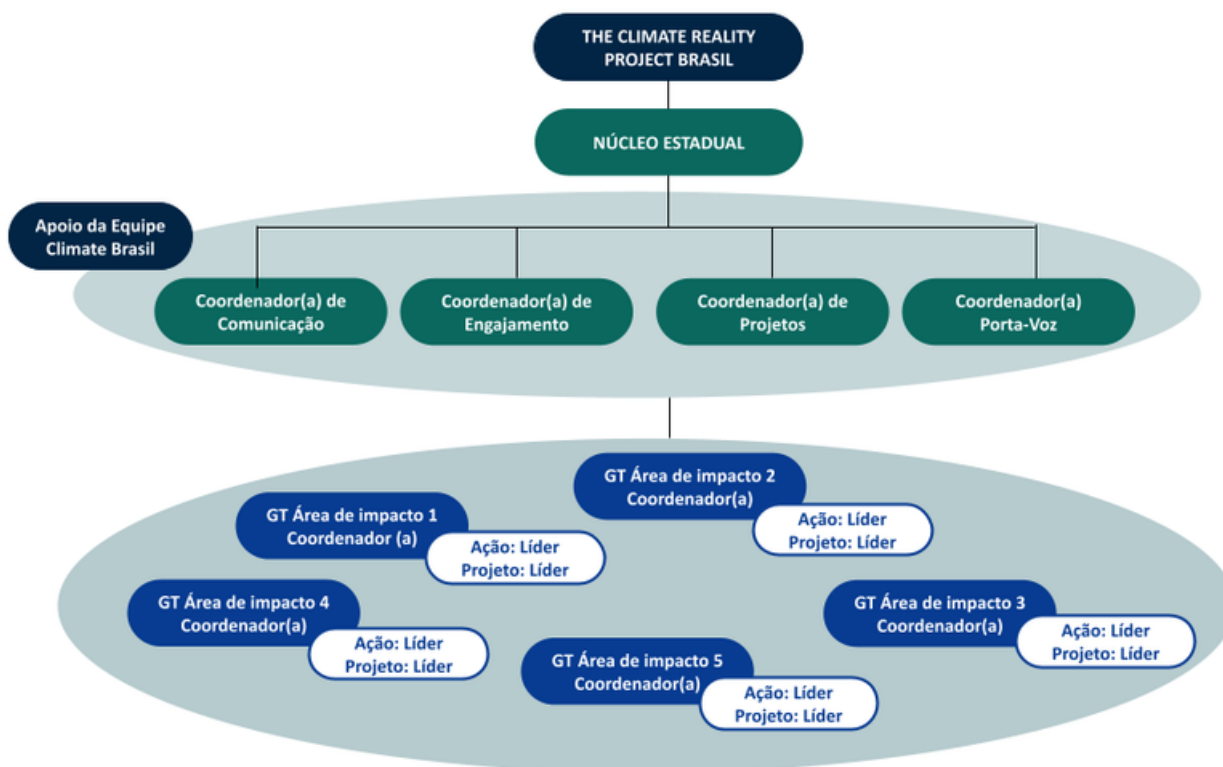 THE CLIMATE REALITY
PROJECT BRASIL
NÚCLEO ESTADUAL
Apoio da Equipe
Climate Brasil
Coordenador(a) de
Comunicação
Coordenador(a) de
Engajamento
Coordenador(a) de
Projetos
Coordenador(a)
Porta-Voz
GT Área de impacto 2
Coordenador(a)
Ação: Líder
Projeto: Líder
GT Área de impacto 1
Coordenador (a)
Ação: Líder
Projeto: Líder
GT Área de impacto 4
Coordenador(a)
Ação: Líder
Projeto: Líder
GT Área de impacto 3
Coordenador(a)
Ação: Líder
Projeto: Líder
GT Área de impacto 5
Coordenador(a)
Ação: Líder
Projeto: Líder